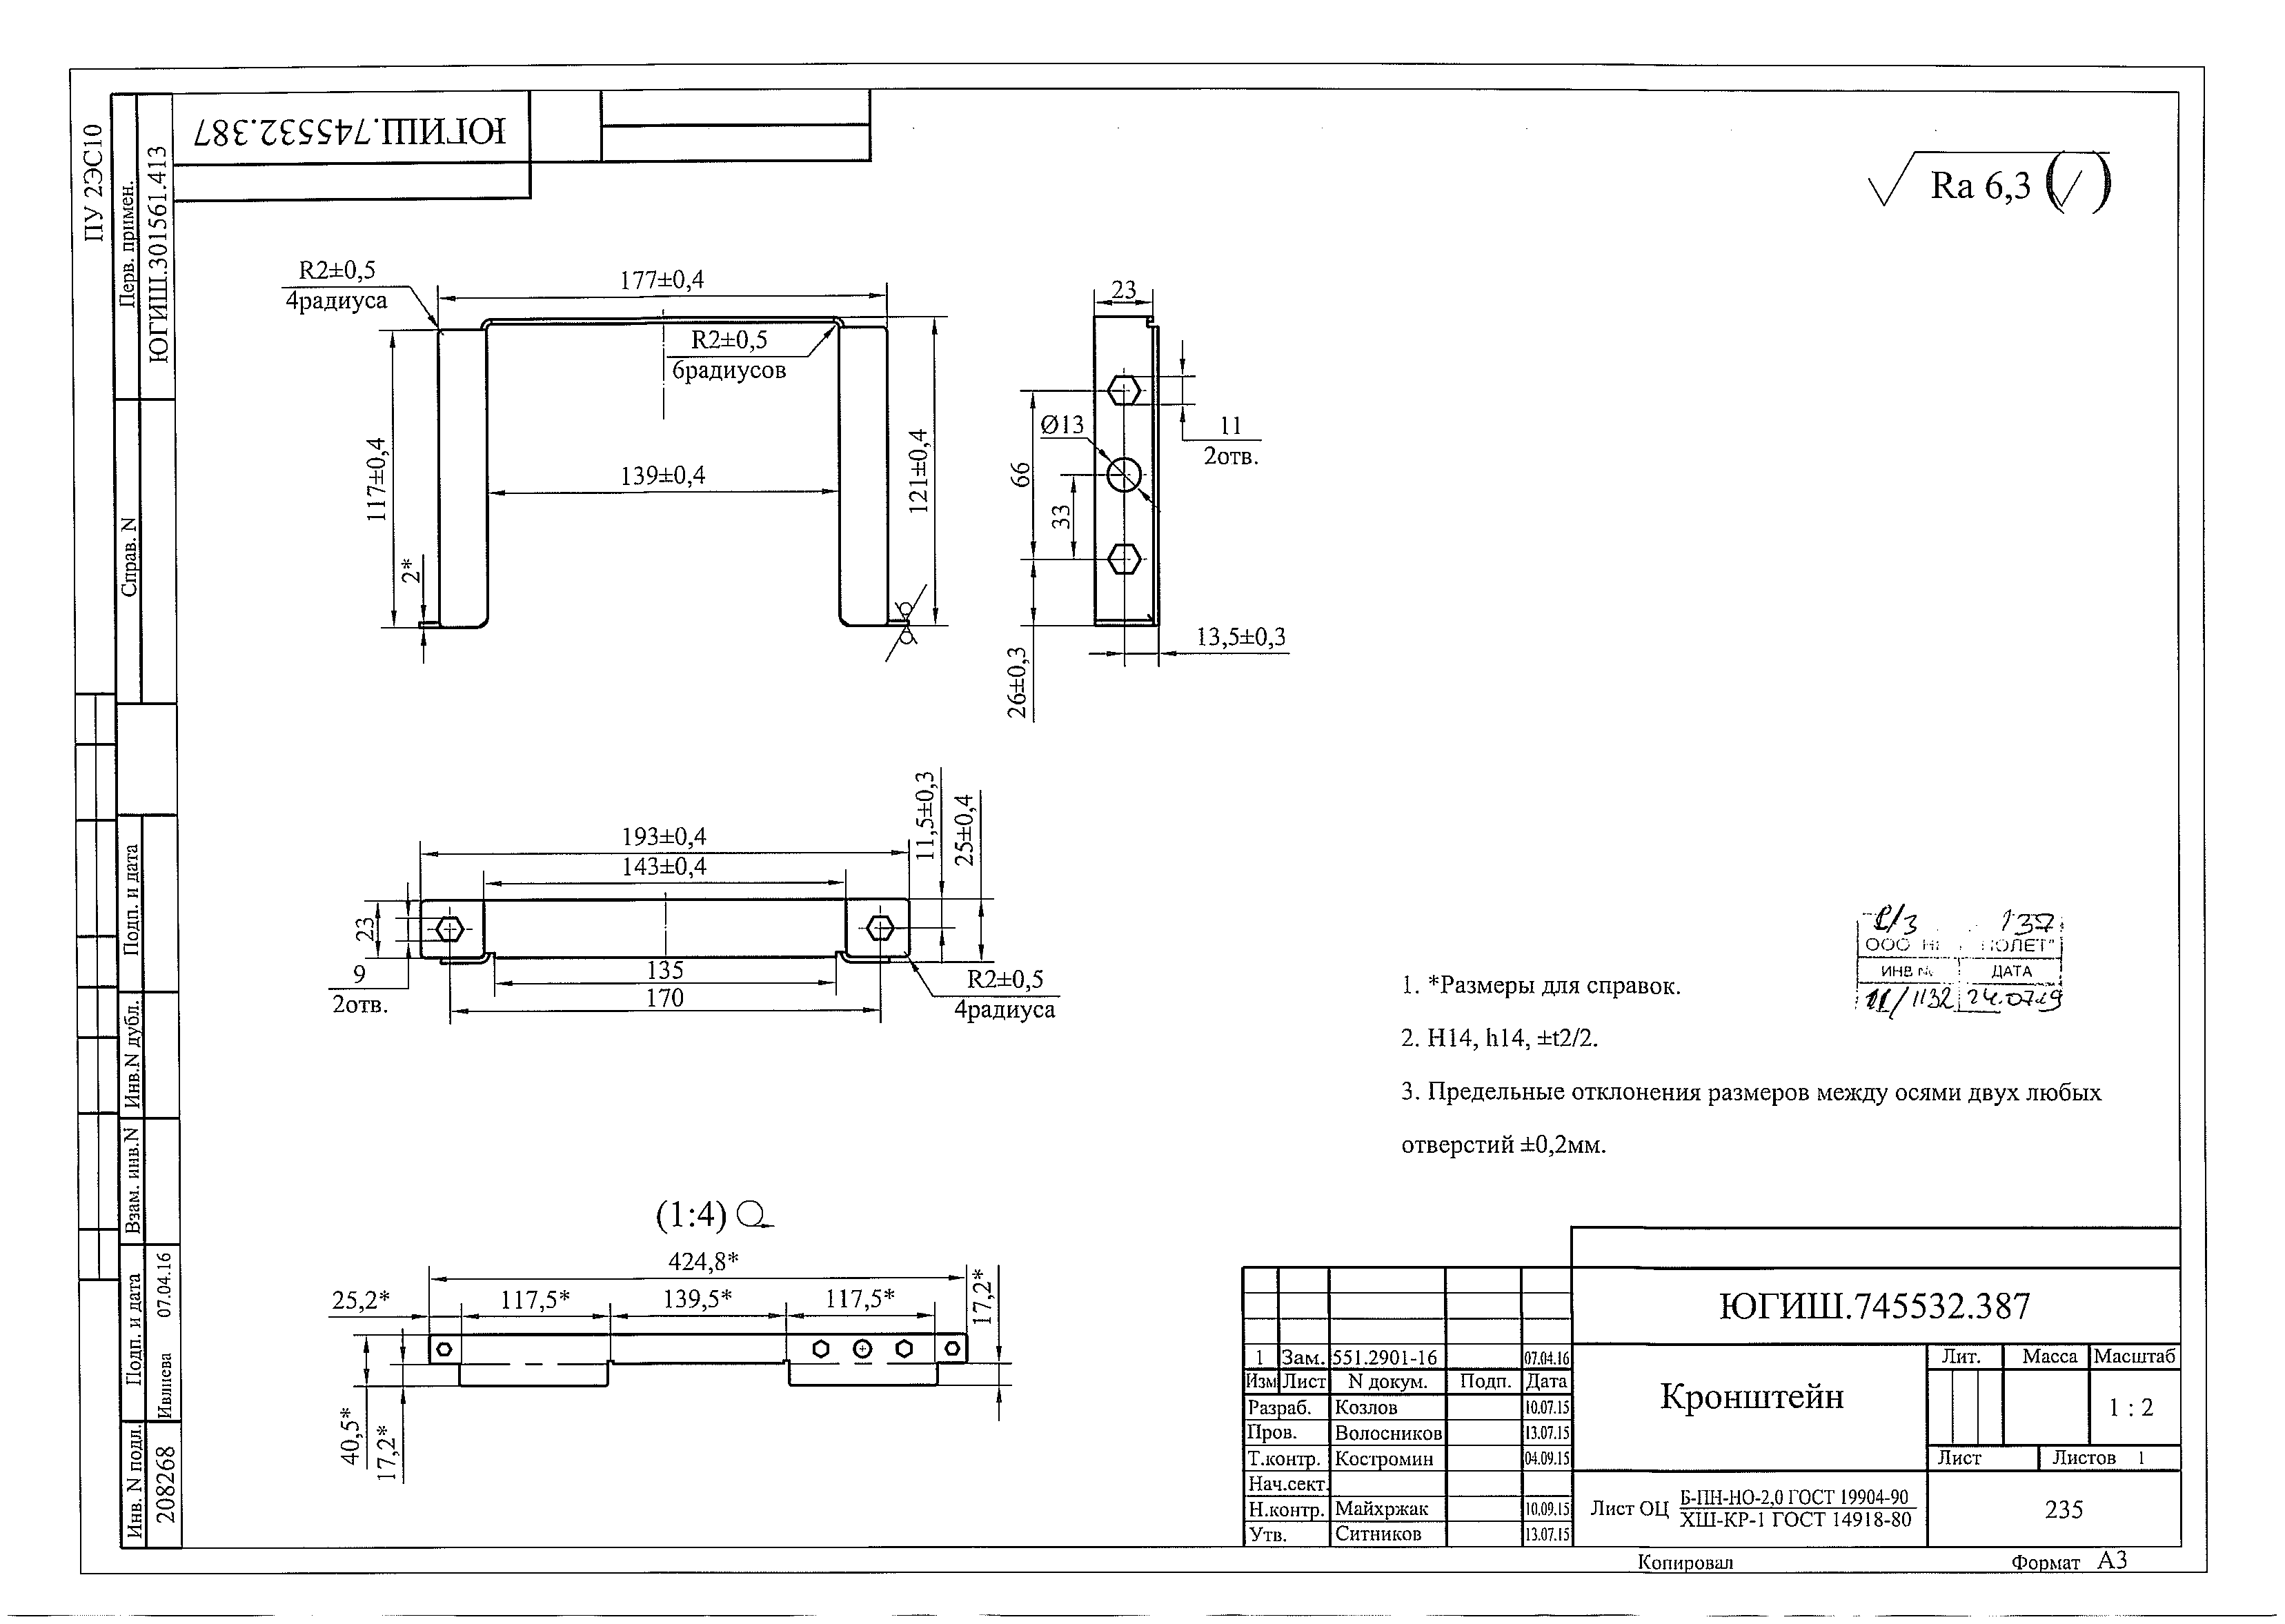 ПУ 2ЭС10
Перв. примен.
ЮГИШ.301561.413
Справ. N
Подп. и дата
Инв.N дубл.
Взам. инв.N
Подп. и дата
Ивлиева 07.04.16
Инв. N подл.
208268
ЮГИШ.745532.387
Ra 6,3
R2±0,5
4радиуса
177±0,4
R2±0,5
6радиусов
117±0,4
139±0,4
121±0,4
2*
23
Ø13
66
33
11
2отв.
26±0,3
13,5±0,3
193±0,4
143±0,4
11,5±0,3
25±0,4
23
9
2отв.
135
170
R2±0,5
4радиуса
(1:4)
424,8*
25,2*
117,5*
139,5*
117,5*
17,2*
40,5*
17,2*
137
ООО
ИНВ № ДАТА
11/1132 24.07.19
1. *Размеры для справок.
2. H14, h14, ±t2/2.
3. Предельные отклонения размеров между осями двух любых
отверстий ±0,2мм.
ЮГИШ.745532.387
1 Зам. 551.2901-16 07.04.16
Изм Лист N докум. Подп. Дата
Разраб. Козлов 10.07.15
Пров. Волосников 13.07.15
Т.контр. Костромин 04.09.15
Нач.сект.
Н.контр. Майхржак 10.09.15
Утв. Ситников 13.07.15
Кронштейн
Лит. Масса Масштаб
1 : 2
Лист Листов 1
Лист ОЦ Б-ПН-НО-2,0 ГОСТ 19904-90
ХШ-КР-1 ГОСТ 14918-80
235
Копировал Формат А3